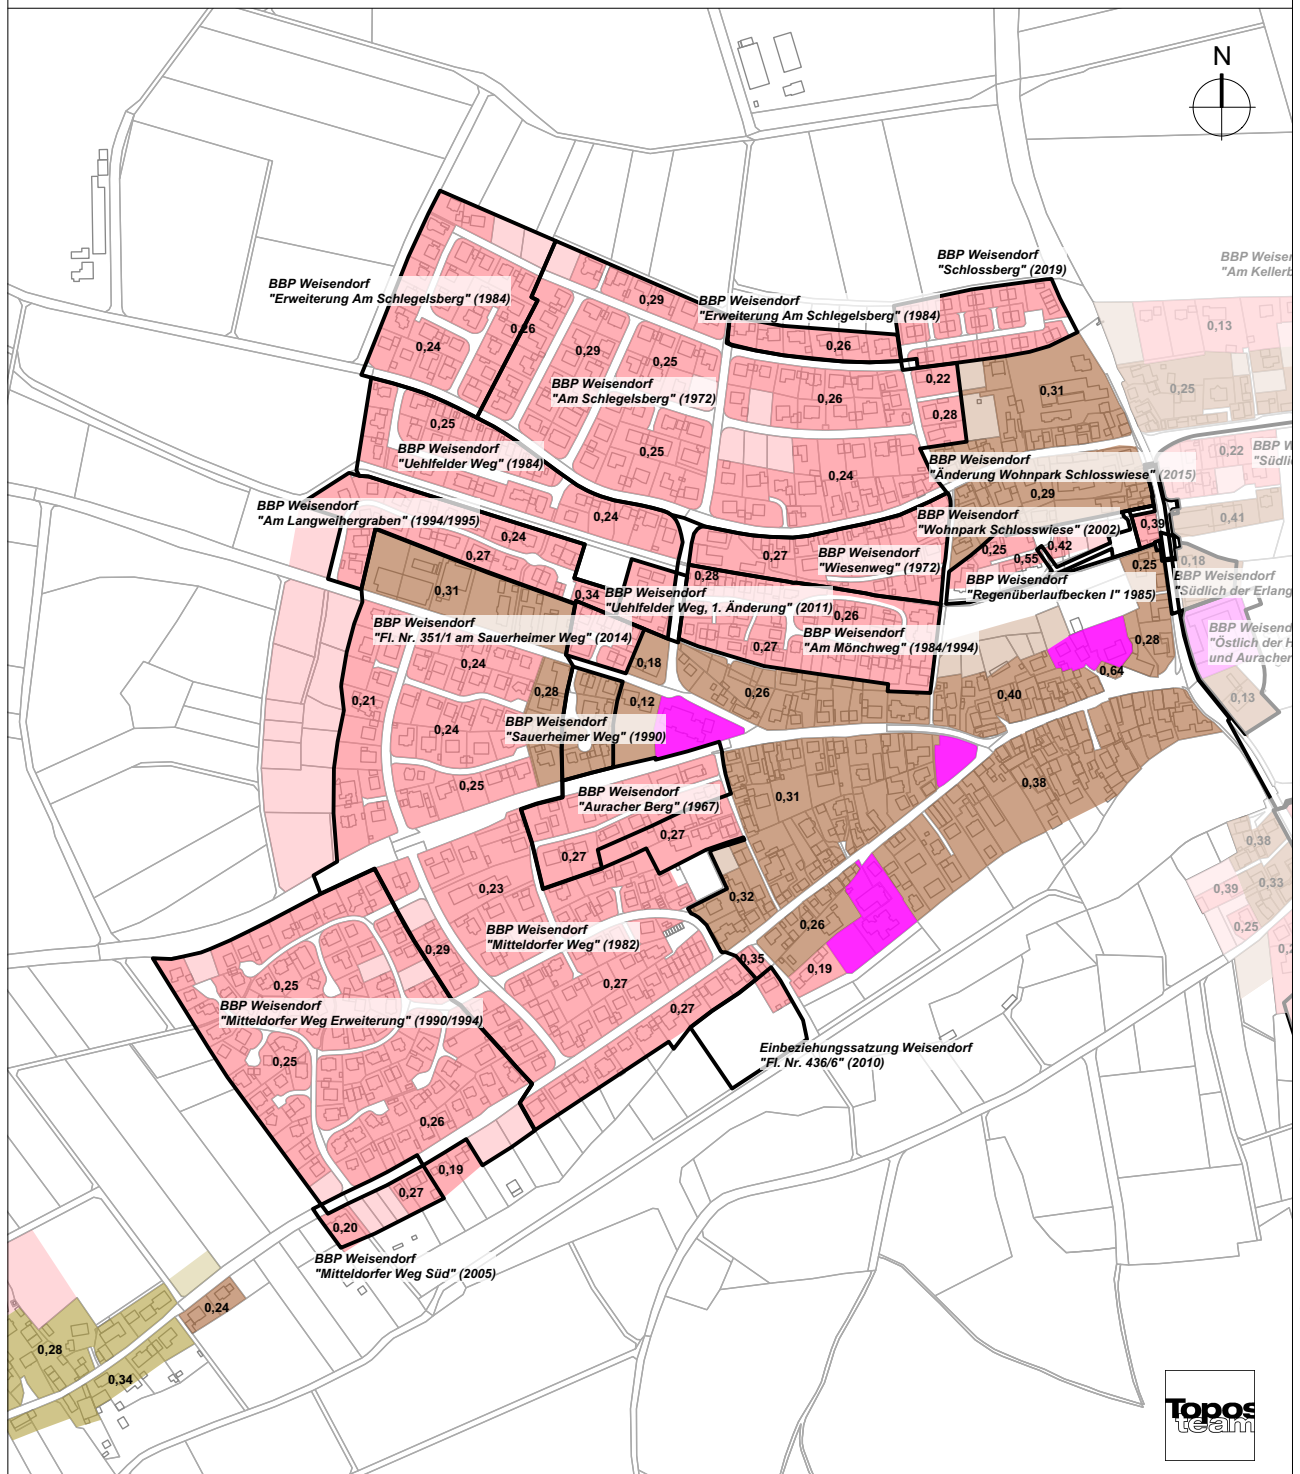 N
BBP Weisendorf
"Schlossberg" (2019)
BBP Weisen
"Am Kellerb
BBP Weisendorf
"Erweiterung Am Schlegelsberg" (1984)
0,29
BBP Weisendorf
"Erweiterung Am Schlegelsberg" (1984)
0,13
0,26
0,24
0,29
0,25
0,26
0,22
0,31
0,25
BBP Weisendorf
"Am Schlegelsberg" (1972)
0,26
0,28
0,25
BBP Weisendorf
"Uehlfelder Weg" (1984)
0,25
0,24
0,22
BBP W
"Südli
BBP Weisendorf
"Änderung Wohnpark Schlosswiese" (2015)
0,29
BBP Weisendorf
"Am Langweihergraben" (1994/1995)
0,24
0,24
BBP Weisendorf
"Wohnpark Schlosswiese" (2002)
0,39
0,41
0,27
0,27
BBP Weisendorf
"Wiesenweg" (1972)
0,25
0,55
0,42
0,25
0,18
0,31
0,28
0,34
BBP Weisendorf
"Uehlfelder Weg, 1. Änderung" (2011)
BBP Weisendorf
"Regenüberlaufbecken I" 1985)
BBP Weisendorf
"Südlich der Erlang
BBP Weisendorf
"Fl. Nr. 351/1 am Sauerheimer Weg" (2014)
0,26
0,27
BBP Weisendorf
"Am Mönchweg" (1984/1994)
0,28
BBP Weisend
"Östlich der H
und Auracher
0,24
0,18
0,64
0,21
0,28
0,12
0,26
0,40
0,13
0,24
BBP Weisendorf
"Sauerheimer Weg" (1990)
0,25
BBP Weisendorf
"Auracher Berg" (1967)
0,31
0,38
0,27
0,27
0,38
0,23
0,32
0,39
0,33
BBP Weisendorf
"Mitteldorfer Weg" (1982)
0,26
0,25
0,29
0,35
0,19
0,25
0,27
BBP Weisendorf
"Mitteldorfer Weg Erweiterung" (1990/1994)
0,27
0,25
Einbeziehungssatzung Weisendorf
"Fl. Nr. 436/6" (2010)
0,26
0,19
0,27
0,20
BBP Weisendorf
"Mitteldorfer Weg Süd" (2005)
0,24
0,28
0,34
Topos
team